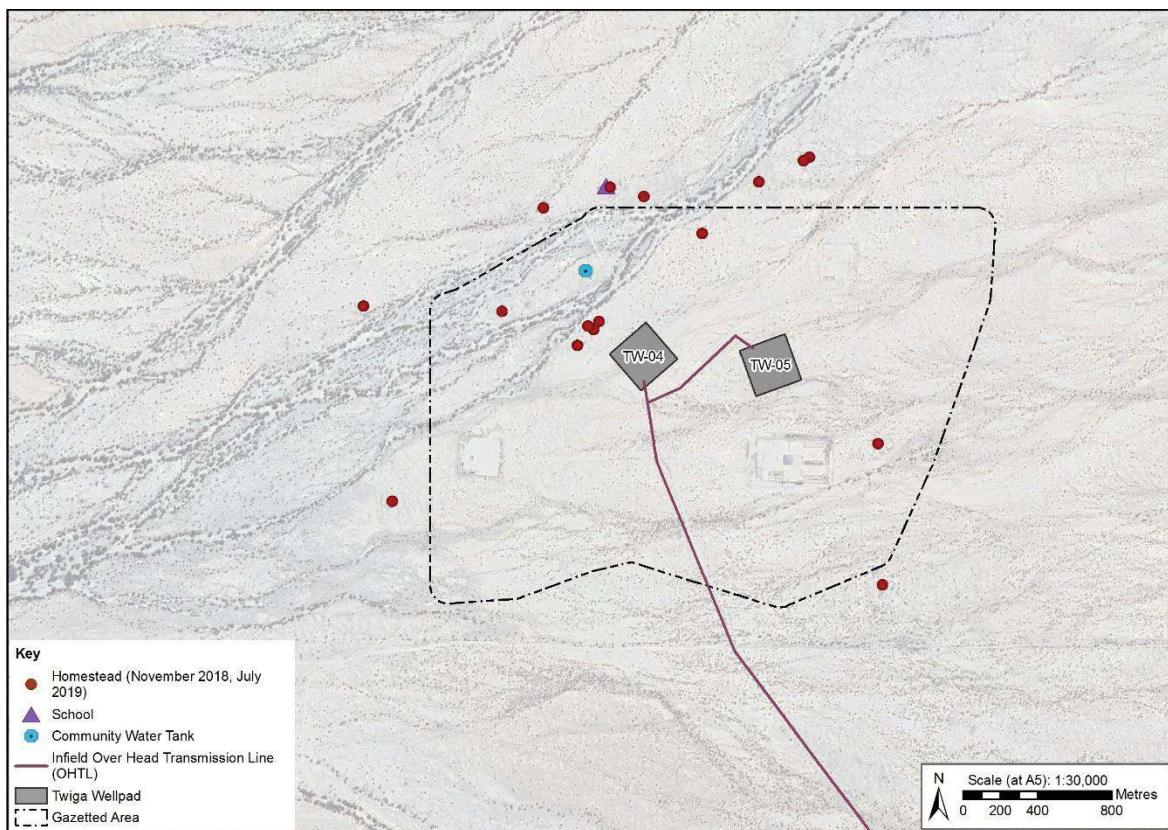 TW-04
TW-05
Key
Homestead (November 2018, July
2019)
School
Community Water Tank
Infield Over Head Transmission Line
(OHTL)
Twiga Wellpad
Gazetted Area
N
Scale (at A5): 1:30,000
Metres
0 200 400 800